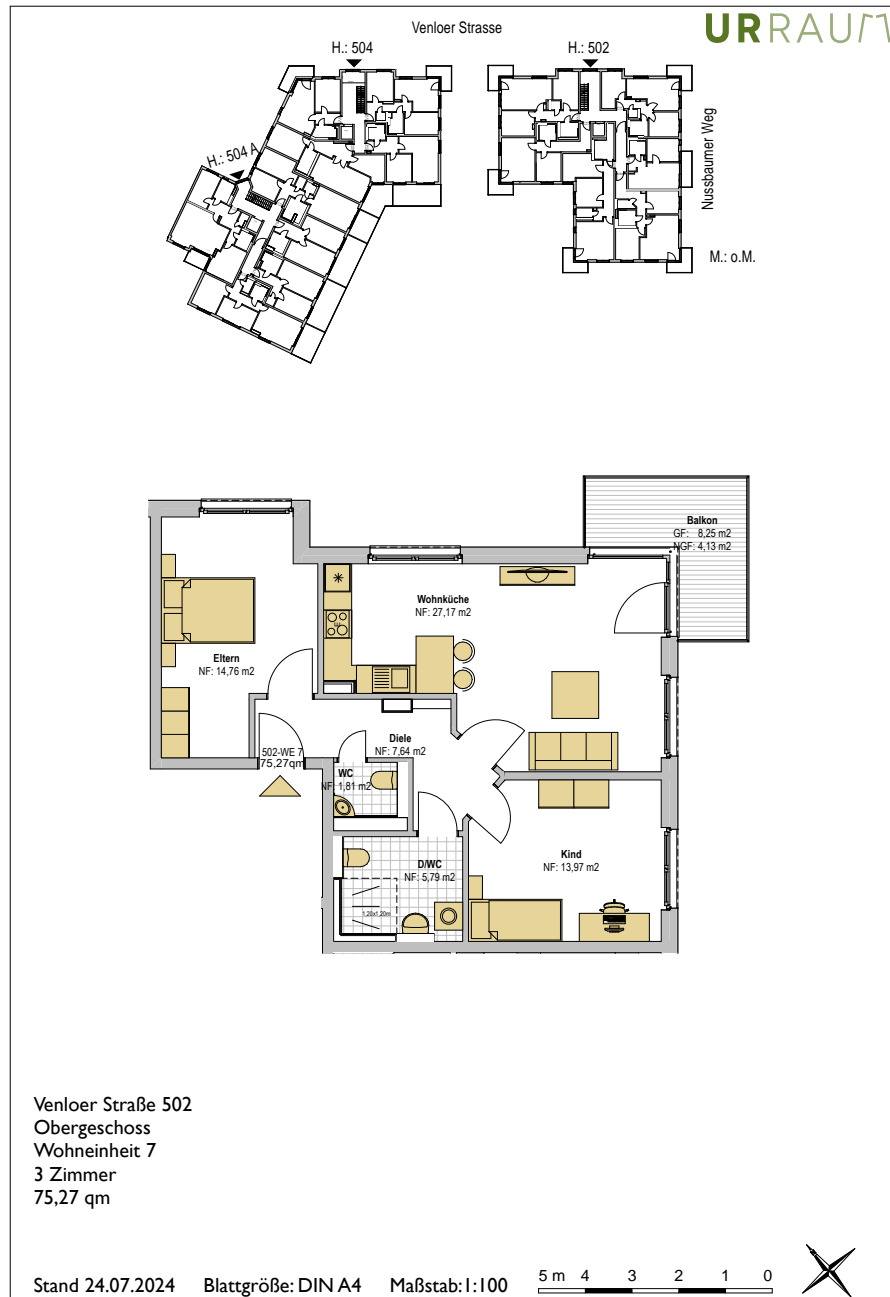 Venloer Strasse
URRAUM
H.: 504
H.: 502
H.: 504 A
Nussbaumer Weg
M.: o.M.
Balkon
GF: 8,25 m2
NGF: 4,13 m2
Wohnküche
NF: 27,17 m2
Eltern
NF: 14,76 m2
Diele
NF: 7,64 m2
502-WE 7
75,27qm
WC
NF: 1,81 m2
Kind
NF: 13,97 m2
D/WC
NF: 5,79 m2
1,20x1,20m
Venloer Straße 502
Obergeschoss
Wohneinheit 7
3 Zimmer
75,27 qm
Stand 24.07.2024 Blattgröße: DIN A4 Maßstab:1:100 5 m 4 3 2 1 0